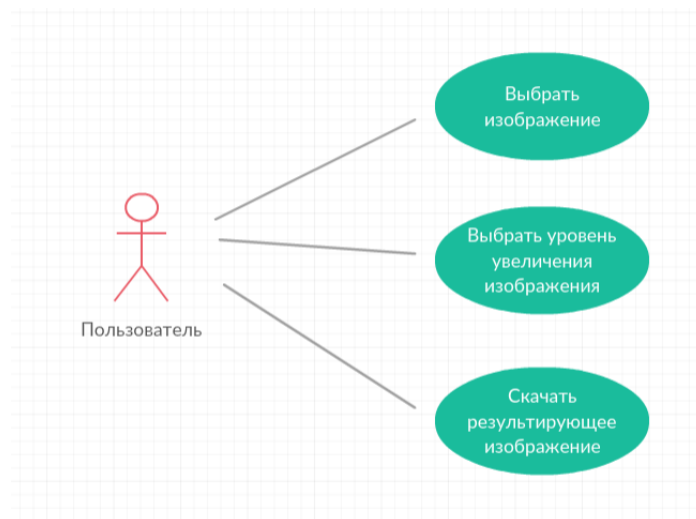 Выбрать
изображение
Выбрать уровень
увеличения
изображения
Пользователь
Скачать
результирующее
изображение